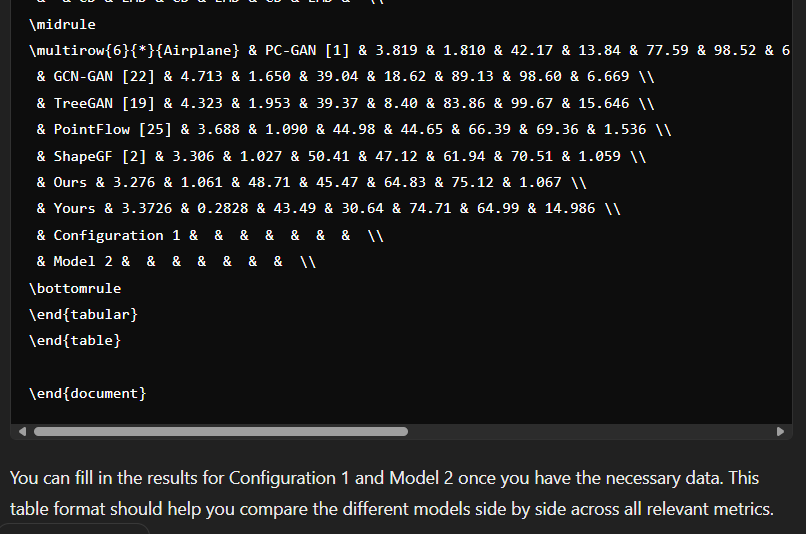 \midrule
\multirow{6}{*}{Airplane} & PC-GAN [1] & 3.819 & 1.810 & 42.17 & 13.84 & 77.59 & 98.52 & 6
& GCN-GAN [22] & 4.713 & 1.650 & 39.04 & 18.62 & 89.13 & 98.60 & 6.669 \\
& TreeGAN [19] & 4.323 & 1.953 & 39.37 & 8.40 & 83.86 & 99.67 & 15.646 \\
& PointFlow [25] & 3.688 & 1.090 & 44.98 & 44.65 & 66.39 & 69.36 & 1.536 \\
& ShapeGF [2] & 3.306 & 1.027 & 50.41 & 47.12 & 61.94 & 70.51 & 1.059 \\
& Ours & 3.276 & 1.061 & 48.71 & 45.47 & 64.83 & 75.12 & 1.067 \\
& Yours & 3.3726 & 0.2828 & 43.49 & 30.64 & 74.71 & 64.99 & 14.986 \\
& Configuration 1 &  &  &  &  &  &  &  \\
& Model 2 &  &  &  &  &  &  &  \\
\bottomrule
\end{tabular}
\end{table}
\end{document}
You can fill in the results for Configuration 1 and Model 2 once you have the necessary data. This
table format should help you compare the different models side by side across all relevant metrics.